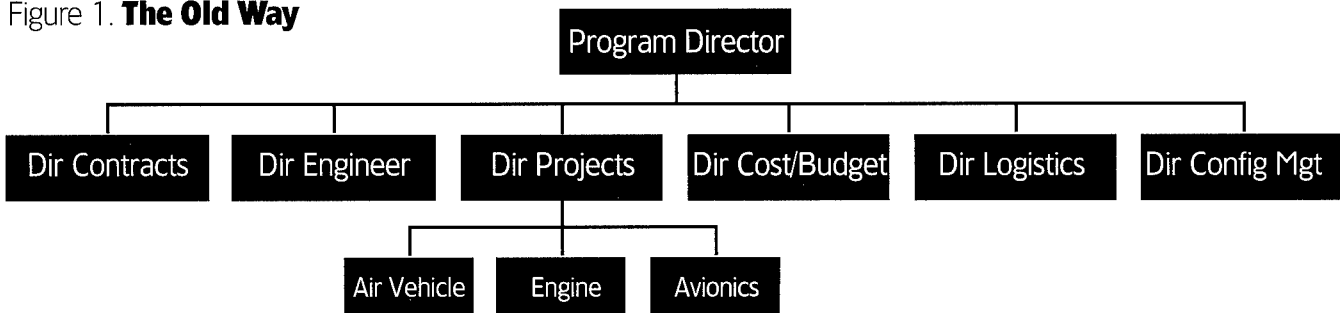 Figure 1. The Old Way
Program Director
Dir Contracts
Dir Engineer
Dir Projects
Dir Cost/Budget
Dir Logistics
Dir Config Mgt
Air Vehicle
Engine
Avionics